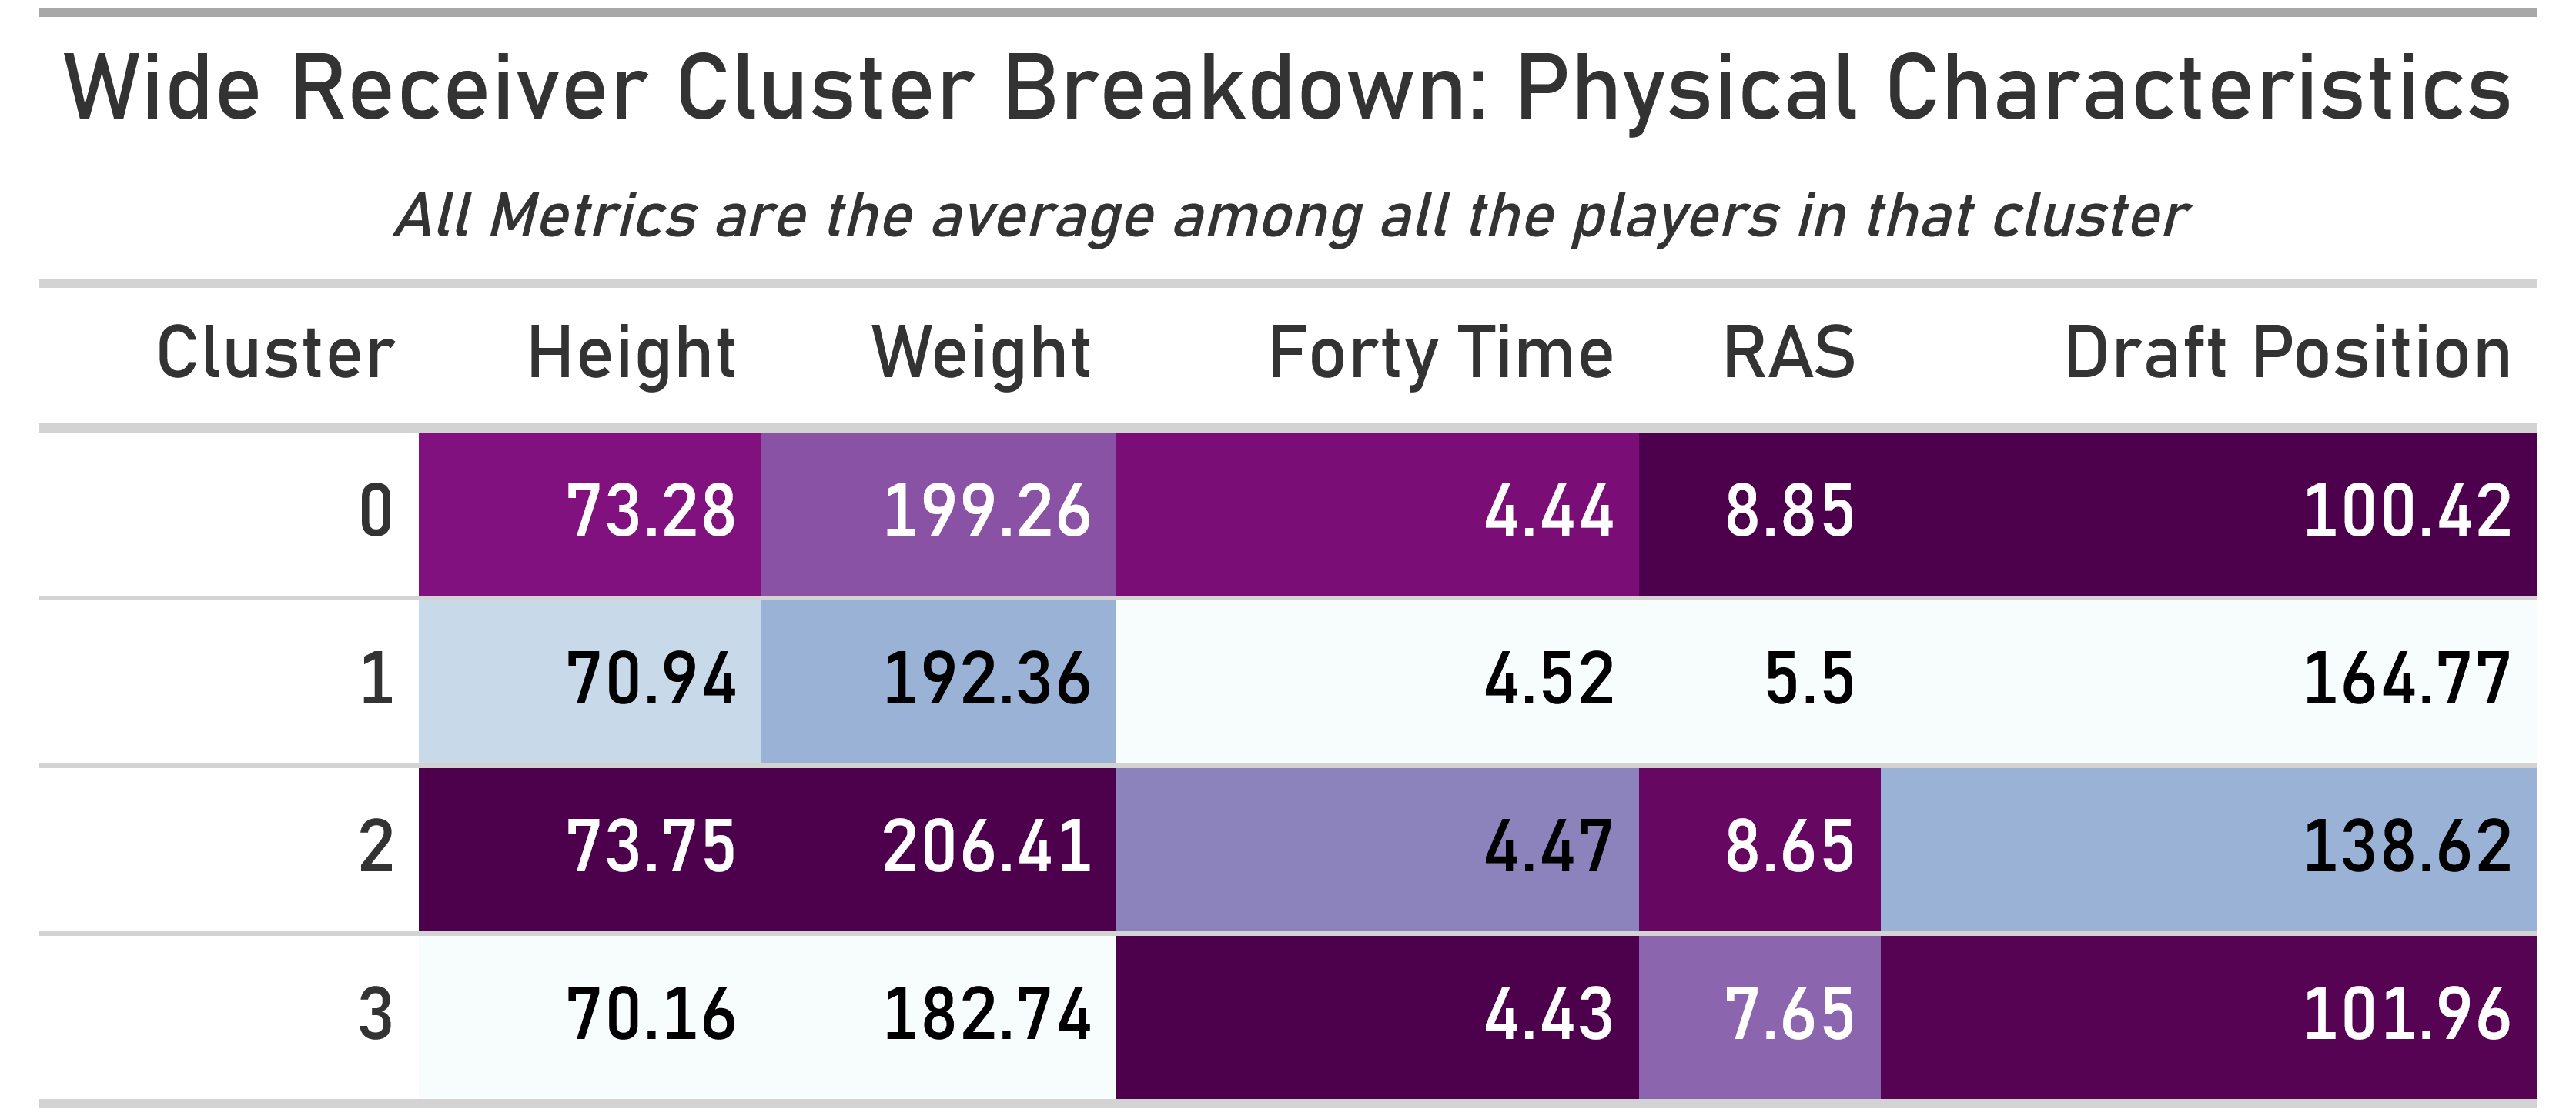 Wide Receiver Cluster Breakdown: Physical Characteristics
All Metrics are the average among all the players in that cluster
Cluster Height Weight Forty Time RAS Draft Position
0 73.28 199.26 4.44 8.85 100.42
1 70.94 192.36 4.52 5.5 164.77
2 73.75 206.41 4.47 8.65 138.62
3 70.16 182.74 4.43 7.65 101.96